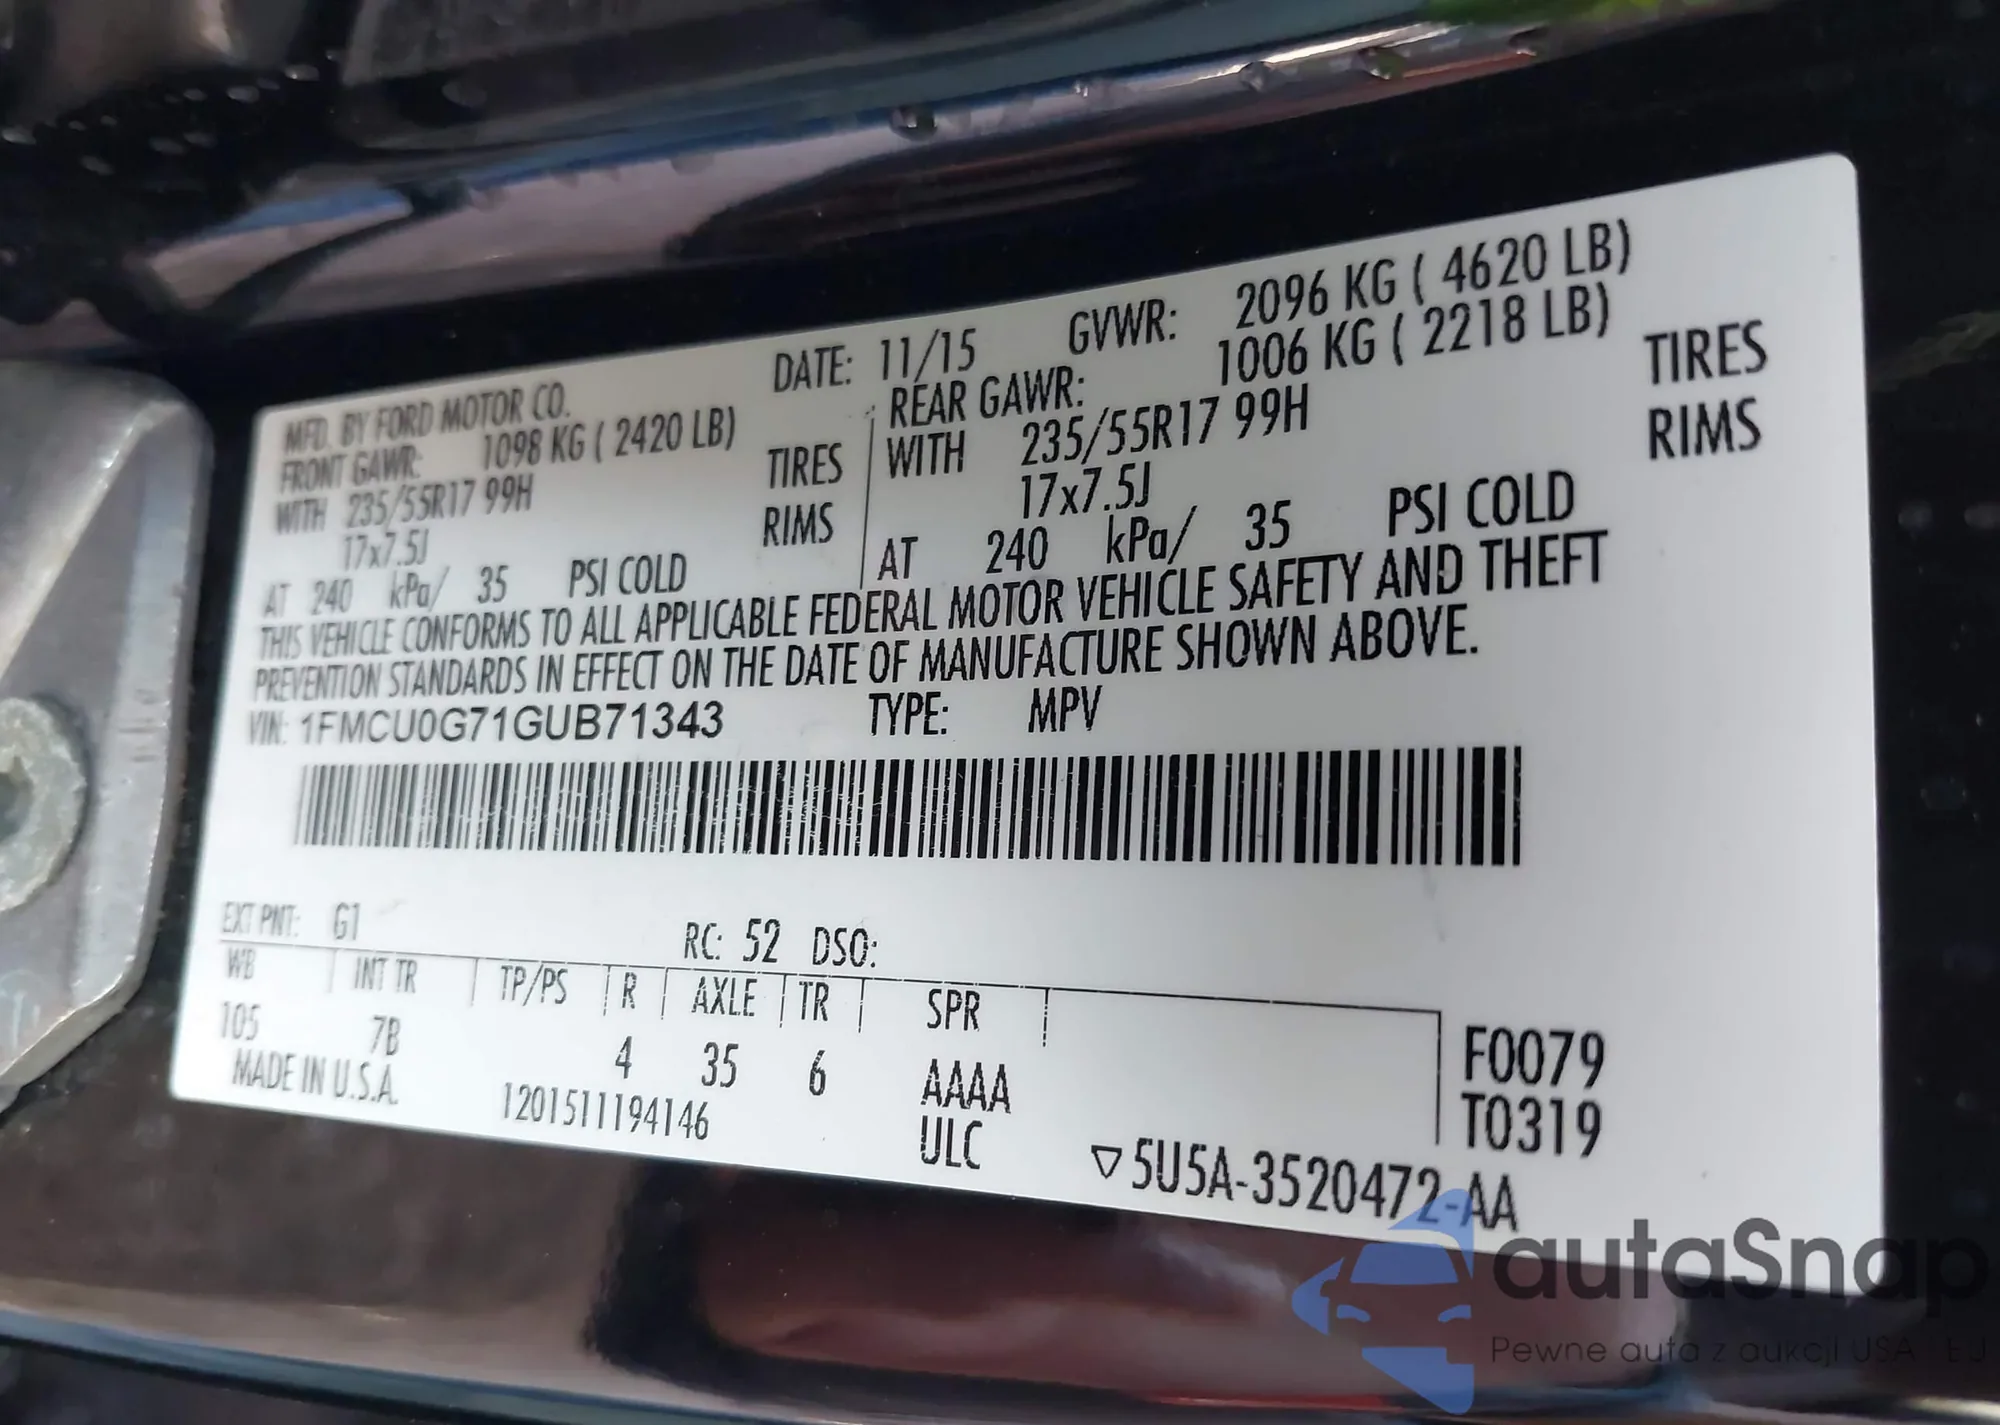 MFD. BY FORD MOTOR CO. DATE: 11/15 GVWR: 2096 KG ( 4620 LB)
FRONT GAWR: 1098 KG ( 2420 LB) REAR GAWR: 1006 KG ( 2218 LB)
WITH 235/55R17 99H TIRES WITH 235/55R17 99H TIRES
17x7.5J RIMS 17x7.5J RIMS
AT 240 kPa/ 35 PSI COLD AT 240 kPa/ 35 PSI COLD
THIS VEHICLE CONFORMS TO ALL APPLICABLE FEDERAL MOTOR VEHICLE SAFETY AND THEFT
PREVENTION STANDARDS IN EFFECT ON THE DATE OF MANUFACTURE SHOWN ABOVE.
VIN: 1FMCU0G71GUB71343 TYPE: MPV
EXT PNT: G1 RC: 52 DSO:
WB INT TR TP/PS R AXLE TR SPR
105 7B 4 35 6 AAAA F0079
MADE IN U.S.A. 1201511194146 ULC T0319
▽5U5A-3520472-AA
autaSnap
Pewne auta z aukcji USA i EU